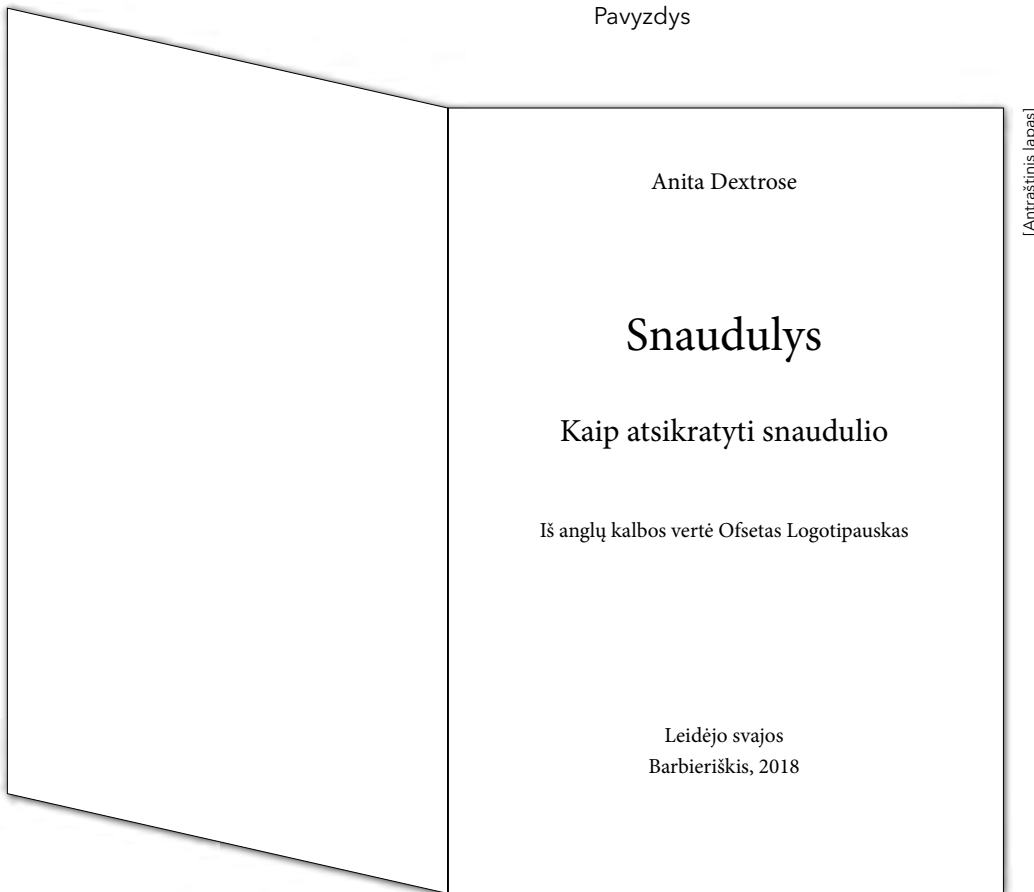 Pavyzdys
[Antraštinis lapas]
Anita Dextrose
Snaudulys
Kaip atsikratyti snaudulio
Iš anglų kalbos vertė Ofsetas Logotipauskas
Leidėjo svajos
Barbieriškis, 2018